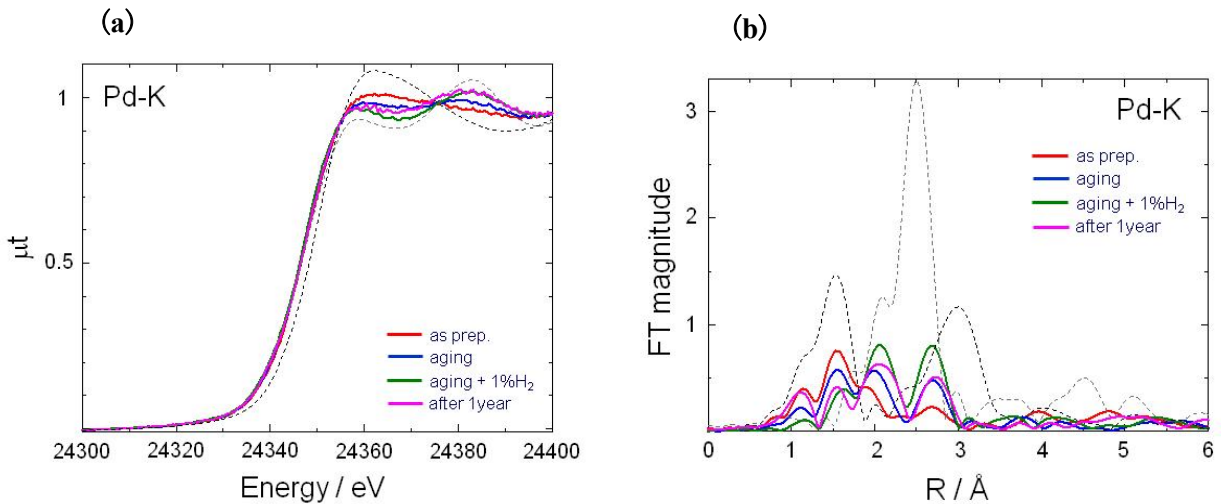 (a)
Pd-K
1
0.5
μt
as prep.
aging
aging + 1%H₂
after 1year
24300 24320 24340 24360 24380 24400
Energy / eV
(b)
Pd-K
3
2
1
0
FT magnitude
as prep.
aging
aging + 1%H₂
after 1year
0 1 2 3 4 5 6
R / Å